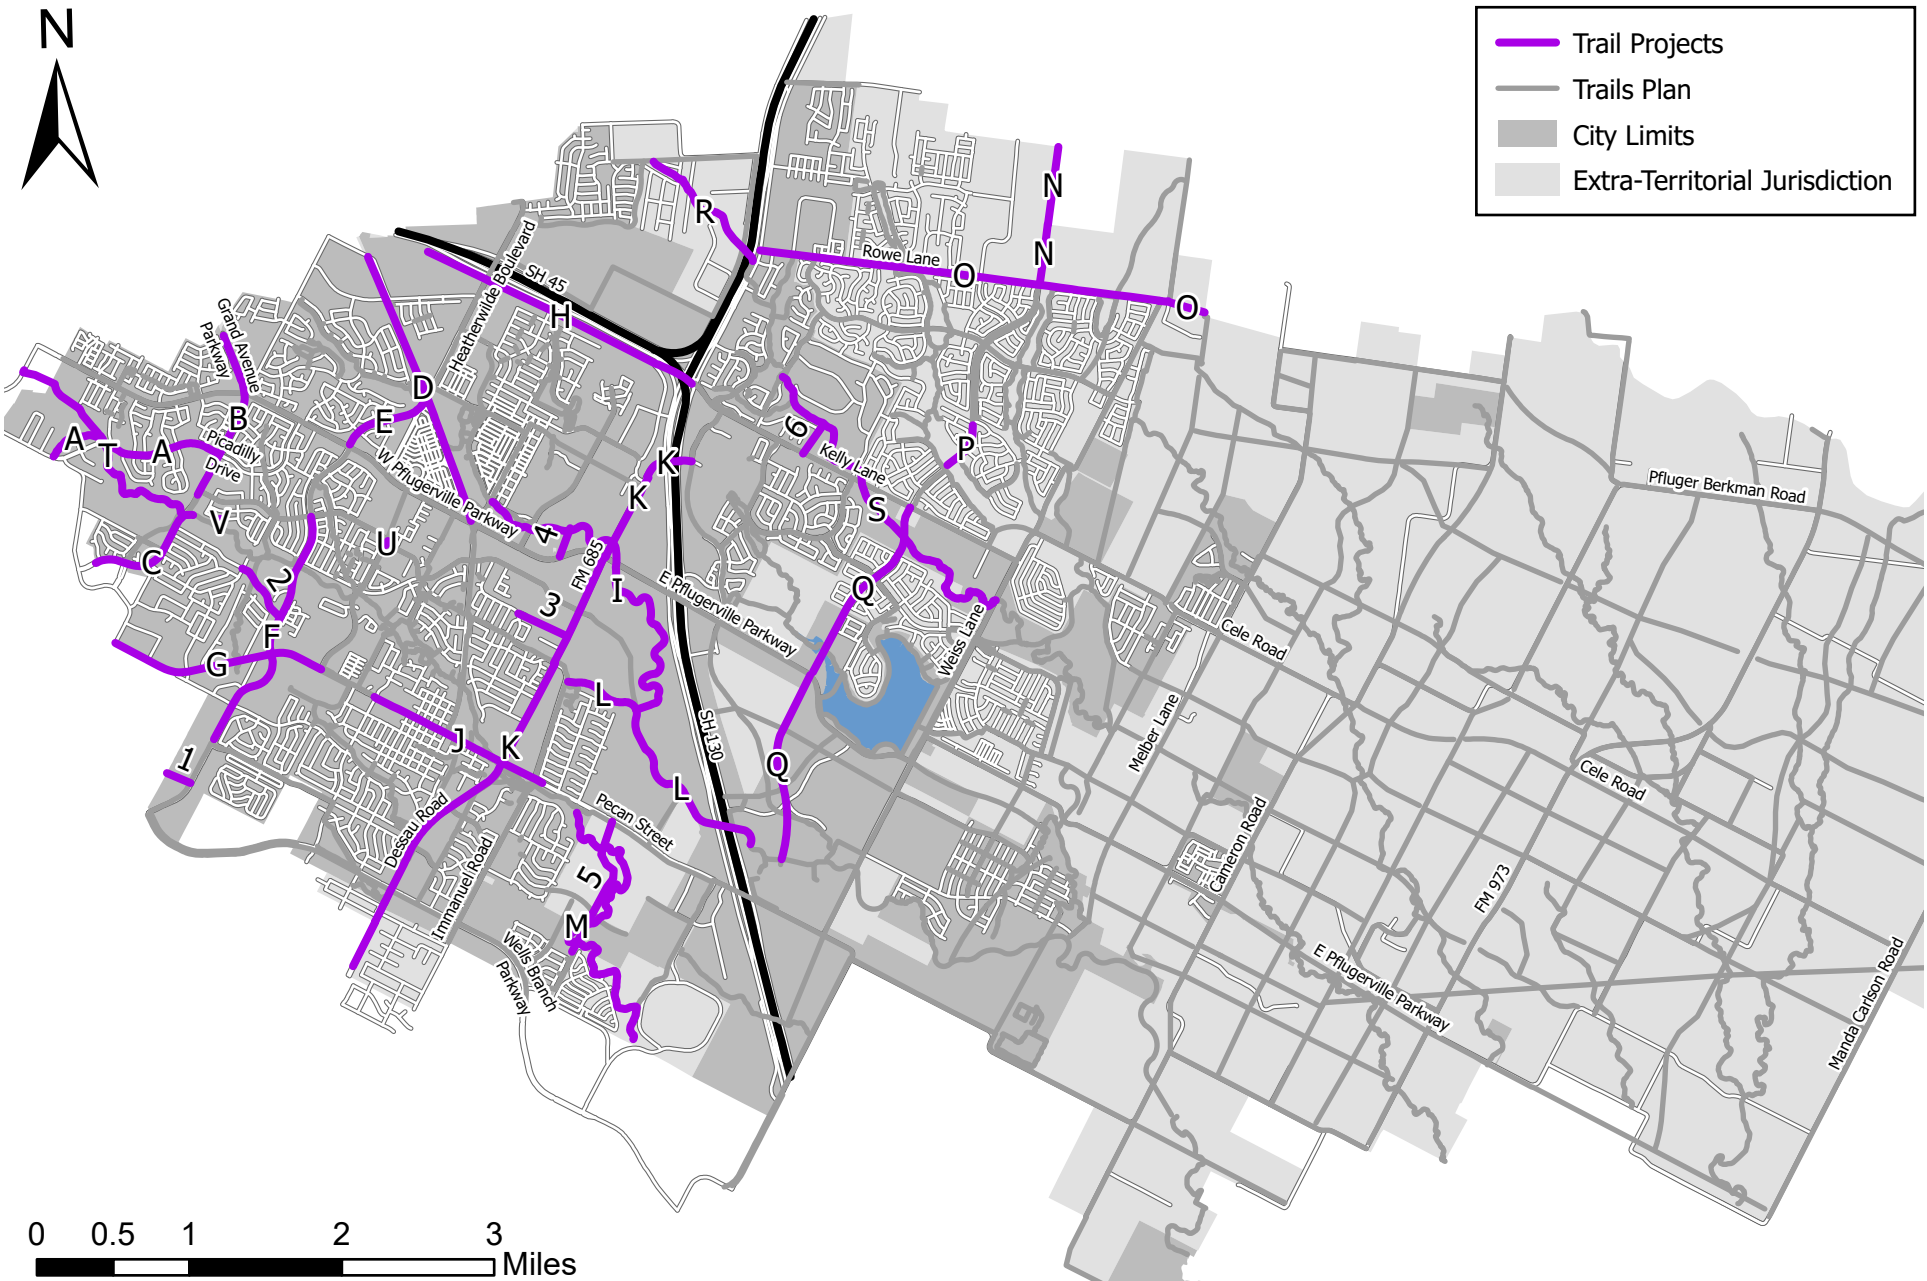 N
Trail Projects
Trails Plan
City Limits
Extra-Territorial Jurisdiction
N
R
N
Rowe Lane
O
O
SH 45
Heatherwilde Boulevard
H
Grand Avenue
Parkway
D
E
B
A
T
A
Picadilly
Drive
6
P
K
Kelly Lane
W Pflugerville Parkway
K
S
Pfluger Berkman Road
V
U
4
C
FM 685
2
I
Q
3
E Pflugerville Parkway
F
G
Weiss Lane
Cele Road
L
SH 130
Melber Lane
J
K
1
Q
L
Cele Road
Pecan Street
Dessau Road
Immanuel Road
Cameron Road
5
FM 973
M
Wells Branch
Parkway
E Pflugerville Parkway
Manda Carlson Road
0 0.5 1 2 3
Miles